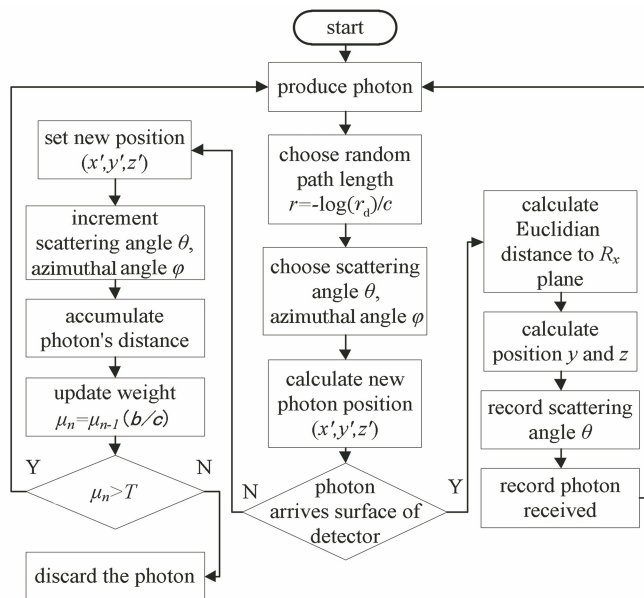 start
produce photon
set new position
(x′,y′,z′)
increment
scattering angle θ,
azimuthal angle φ
accumulate
photon's distance
update weight
μn=μn-1(b/c)
Y
N
μn>T
discard the photon
choose random
path length
r=-log(rd)/c
choose scattering
angle θ,
azimuthal angle φ
calculate new
photon position
(x′,y′,z′)
N
photon
Y
arrives surface of
detector
calculate
Euclidian
distance to Rx
plane
calculate
position y and z
record scattering
angle θ
record photon
received